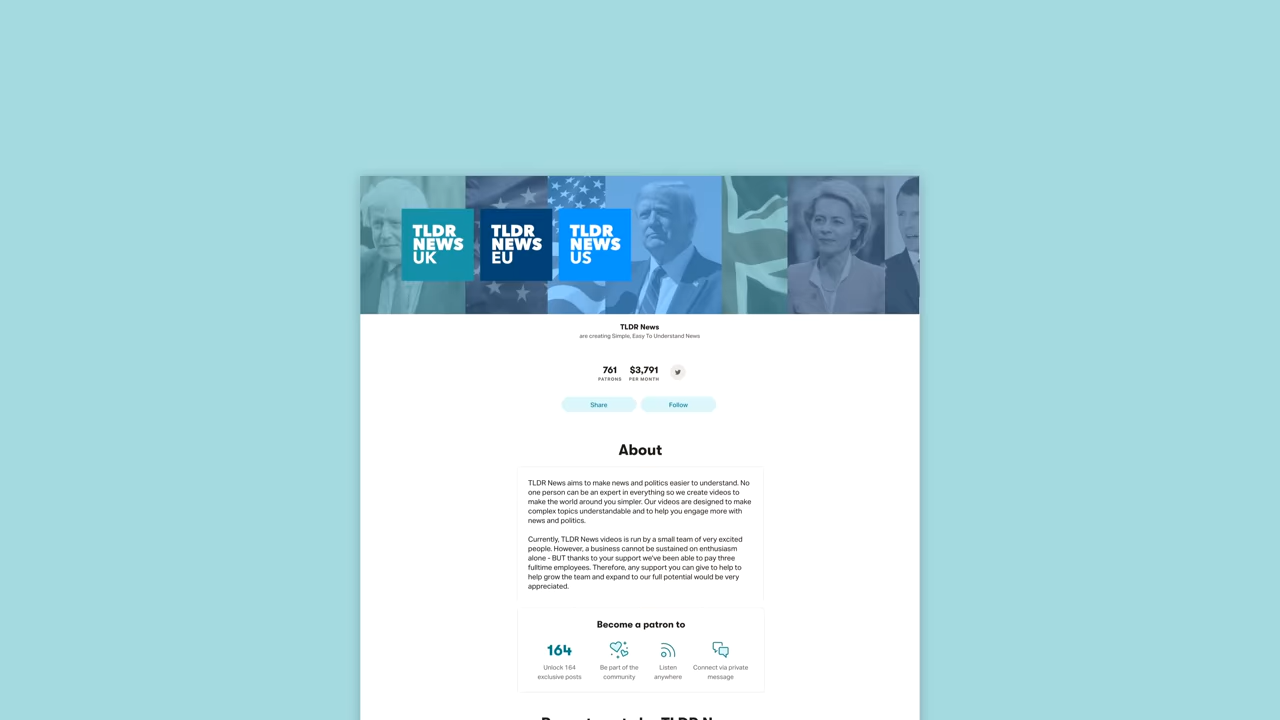 TLDR
NEWS
UK
TLDR
NEWS
EU
TLDR
NEWS
US
TLDR News
are creating Simple, Easy To Understand News
761
PATRONS
$3,791
PER MONTH
Share
Follow
About
TLDR News aims to make news and politics easier to understand. No
one person can be an expert in everything so we create videos to
make the world around you simpler. Our videos are designed to make
complex topics understandable and to help you engage more with
news and politics.
Currently, TLDR News videos is run by a small team of very excited
people. However, a business cannot be sustained on enthusiasm
alone - BUT thanks to your support we've been able to pay three
fulltime employees. Therefore, any support you can give to help to
help grow the team and expand to our full potential would be very
appreciated.
Become a patron to
164
Unlock 164
exclusive posts
Be part of the
community
Listen
anywhere
Connect via private
message